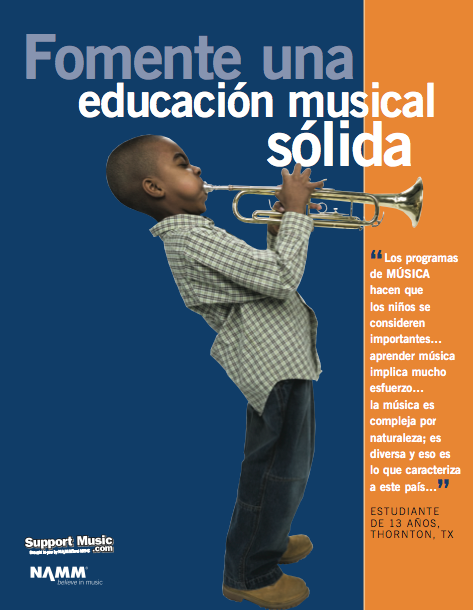 Fomente una
educación musical
sólida
“Los programas
de MÚSICA
hacen que
los niños se
consideren
importantes...
aprender música
implica mucho
esfuerzo...
la música es
compleja por
naturaleza; es
diversa y eso es
lo que caracteriza
a este país...”
ESTUDIANTE
DE 13 AÑOS,
THORNTON, TX
Support Music
.com
NAMM®
believe in music